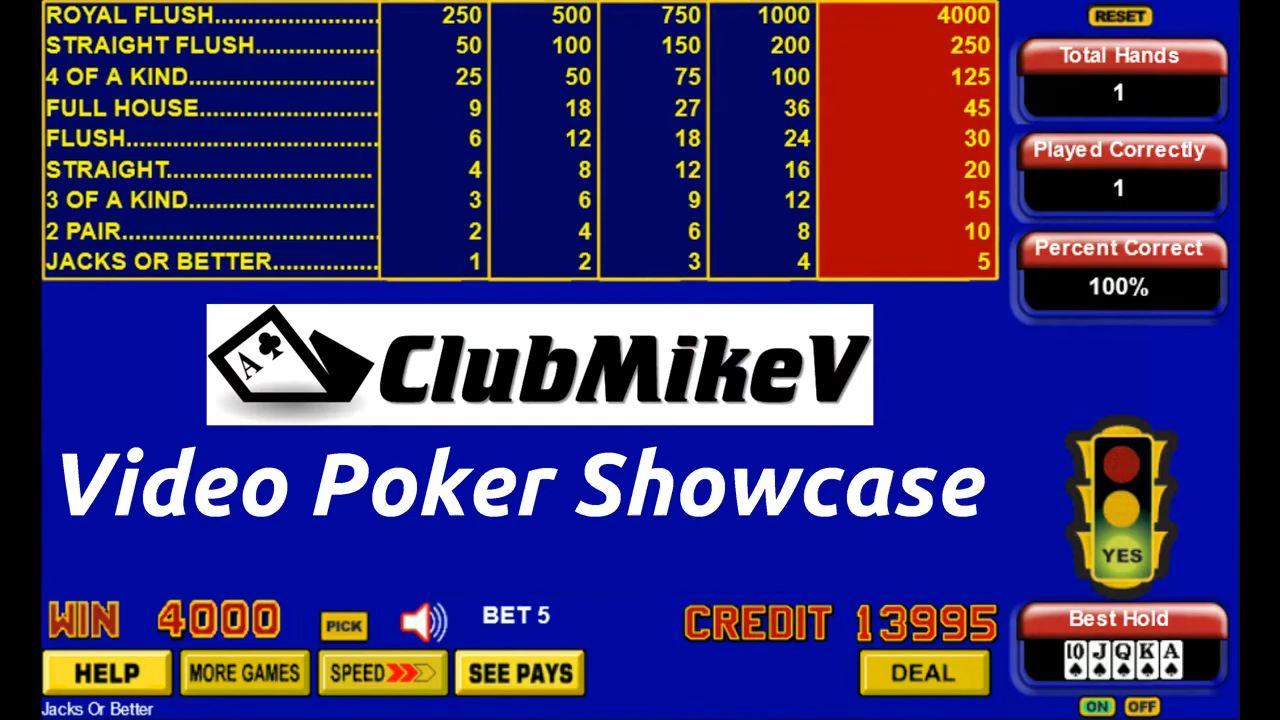 ROYAL FLUSH.................... 250 500 750 1000 4000
STRAIGHT FLUSH............... 50 100 150 200 250
4 OF A KIND....................... 25 50 75 100 125
FULL HOUSE...................... 9 18 27 36 45
FLUSH................................ 6 12 18 24 30
STRAIGHT.......................... 4 8 12 16 20
3 OF A KIND....................... 3 6 9 12 15
2 PAIR................................. 2 4 6 8 10
JACKS OR BETTER............ 1 2 3 4 5
RESET
Total Hands
1
Played Correctly
1
Percent Correct
100%
A
ClubMikeV
Video Poker Showcase
YES
WIN 4000 PICK BET 5 CREDIT 13995
HELP MORE GAMES SPEED SEE PAYS DEAL
Best Hold
10 J Q K A
ON OFF
Jacks Or Better